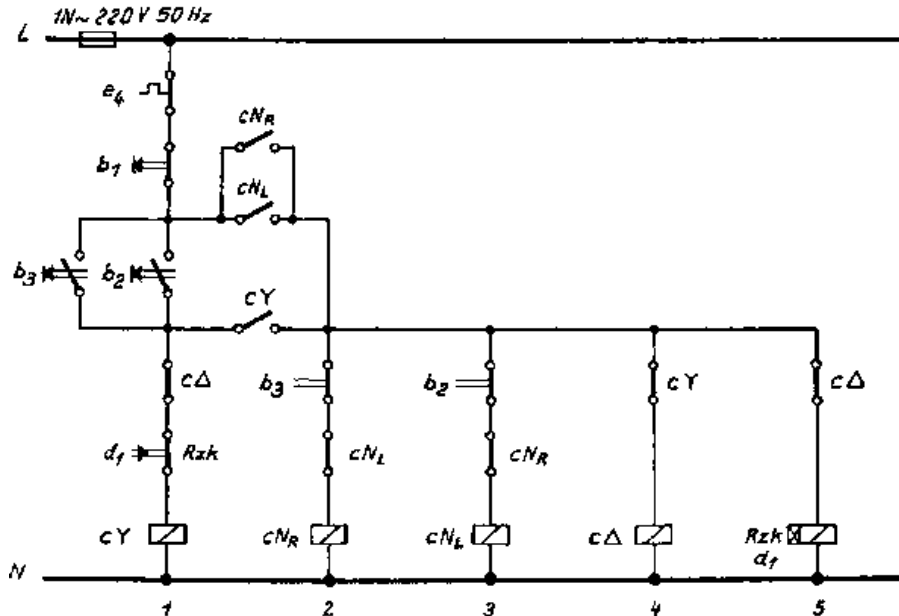 1N~ 220 V 50 Hz
L
e4
cNR
b1
cNL
b3
b2
cY
cΔ
b3
b2
cY
cΔ
d1
Rzk
cNL
cNR
cY
cNR
cNL
cΔ
Rzk
d1
N
1
2
3
4
5